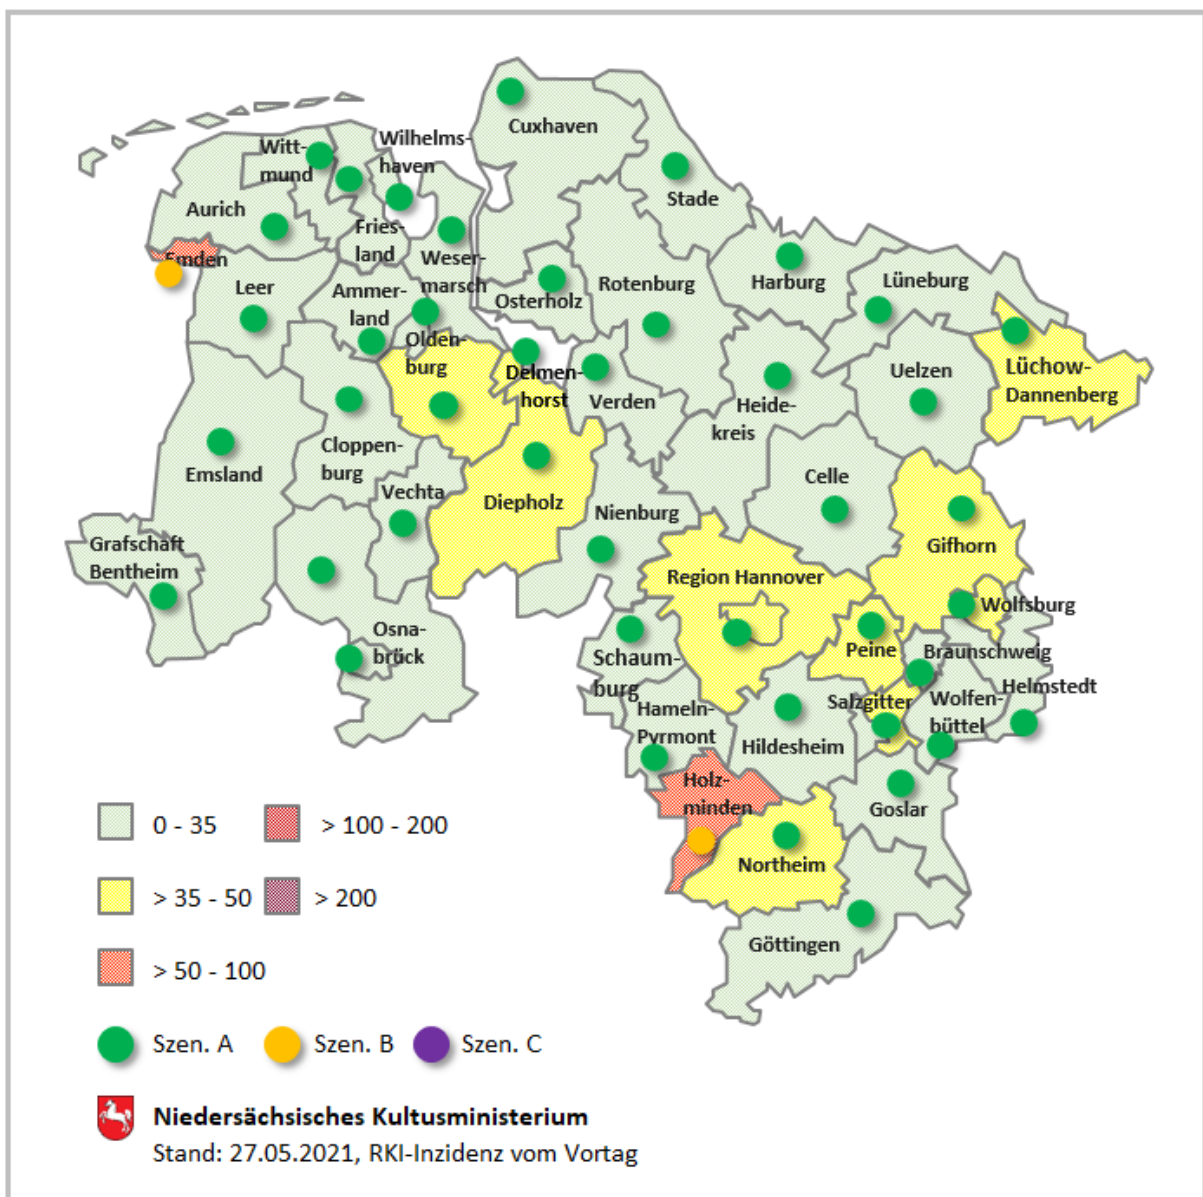 Cuxhaven
Wilhelms-
haven
Witt-
mund
Stade
Aurich
Fries-
land
Emden
Weser-
marsch
Leer
Ammer-
land
Osterholz
Rotenburg
Harburg
Lüneburg
Olden-
burg
Delmen-
horst
Verden
Heide-
kreis
Uelzen
Lüchow-
Dannenberg
Emsland
Cloppen-
burg
Vechta
Diepholz
Nienburg
Celle
Gifhorn
Grafschaft
Bentheim
Region Hannover
Wolfsburg
Osna-
brück
Schaum-
burg
Peine
Braunschweig
Helmstedt
Salzgitter
Wolfen-
büttel
Hameln-
Pyrmont
Hildesheim
Holz-
minden
Goslar
Northeim
Göttingen
0 - 35
> 100 - 200
> 35 - 50
> 200
> 50 - 100
Szen. A
Szen. B
Szen. C
Niedersächsisches Kultusministerium
Stand: 27.05.2021, RKI-Inzidenz vom Vortag